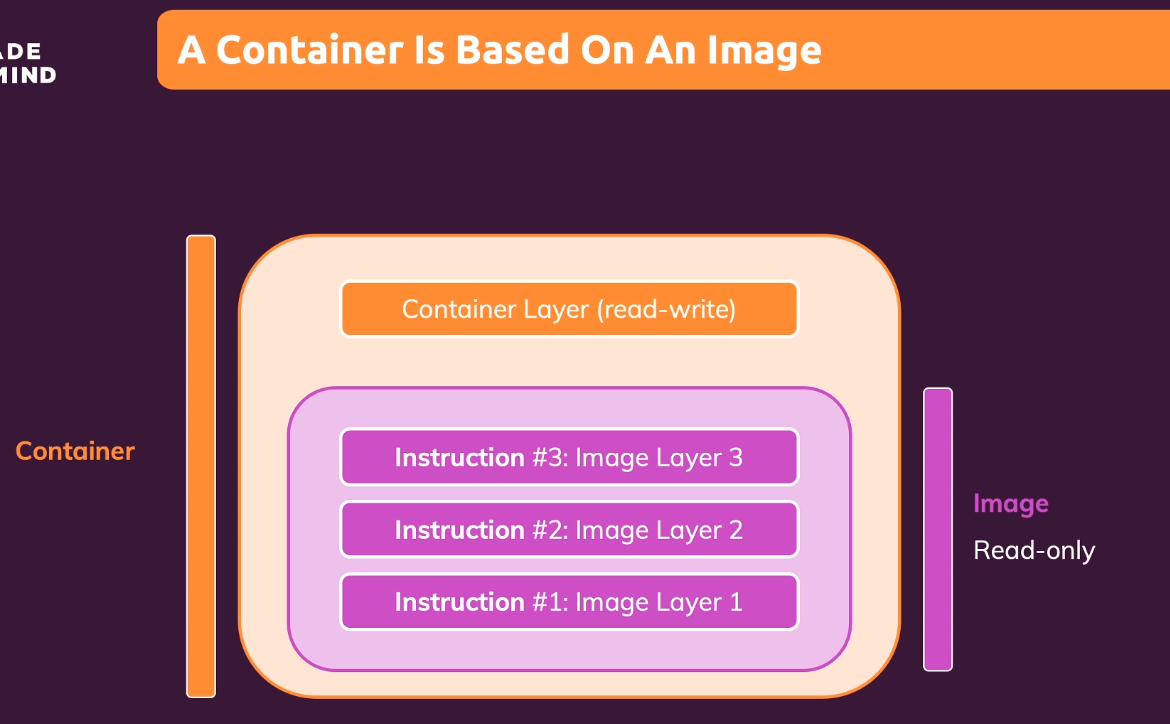 ADE
MIND
A Container Is Based On An Image
Container Layer (read-write)
Instruction #3: Image Layer 3
Container
Image
Instruction #2: Image Layer 2
Read-only
Instruction #1: Image Layer 1